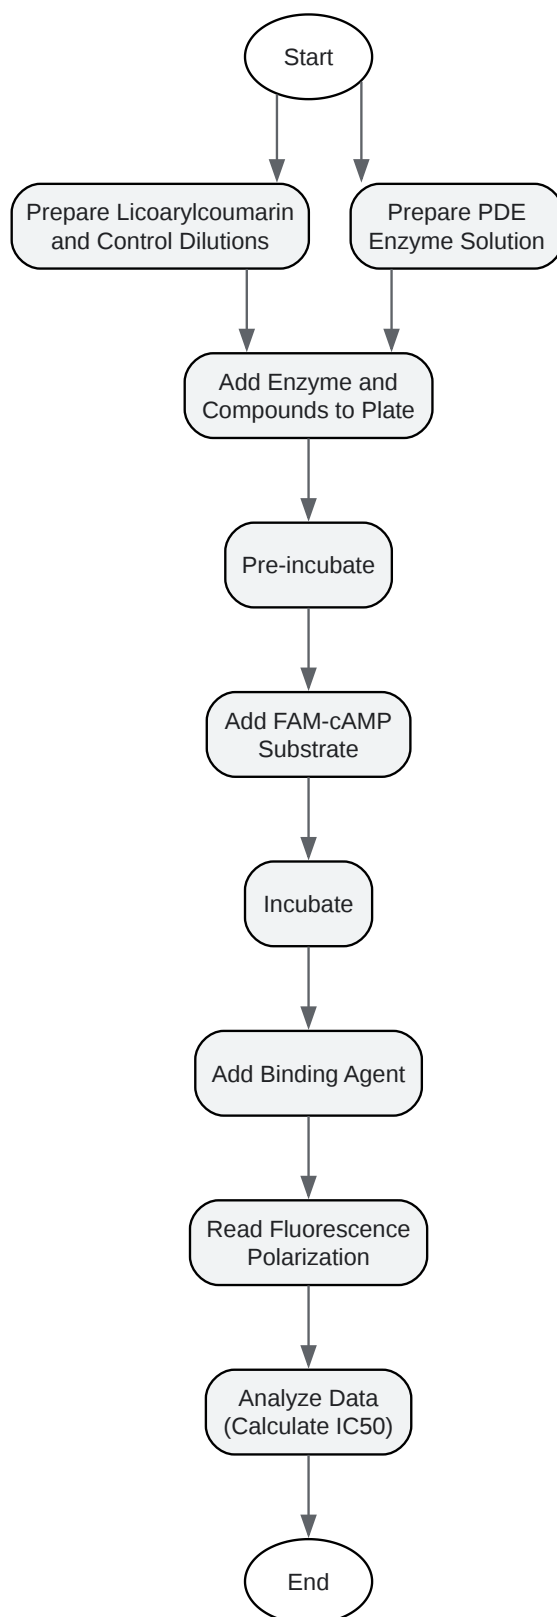 Start
Prepare Licoarylcoumarin
and Control Dilutions
Prepare PDE
Enzyme Solution
Add Enzyme and
Compounds to Plate
Pre-incubate
Add FAM-cAMP
Substrate
Incubate
Add Binding Agent
Read Fluorescence
Polarization
Analyze Data
(Calculate IC50)
End